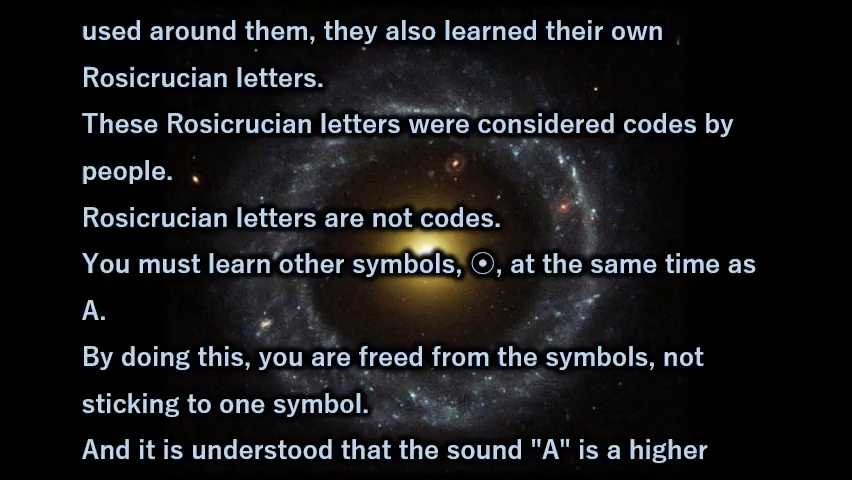 used around them, they also learned their own
Rosicrucian letters.
These Rosicrucian letters were considered codes by
people.
Rosicrucian letters are not codes.
You must learn other symbols, ☉, at the same time as
A.
By doing this, you are freed from the symbols, not
sticking to one symbol.
And it is understood that the sound "A" is a higher